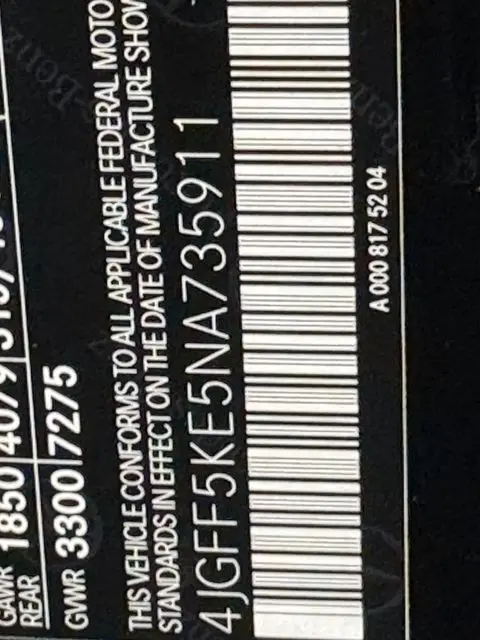 GAWR 1850 4079
REAR
GVWR 3300 7275
THIS VEHICLE CONFORMS TO ALL APPLICABLE FEDERAL MOTO
STANDARDS IN EFFECT ON THE DATE OF MANUFACTURE SHOW
4JGFF5KE5NA735911
A 000 817 52 04